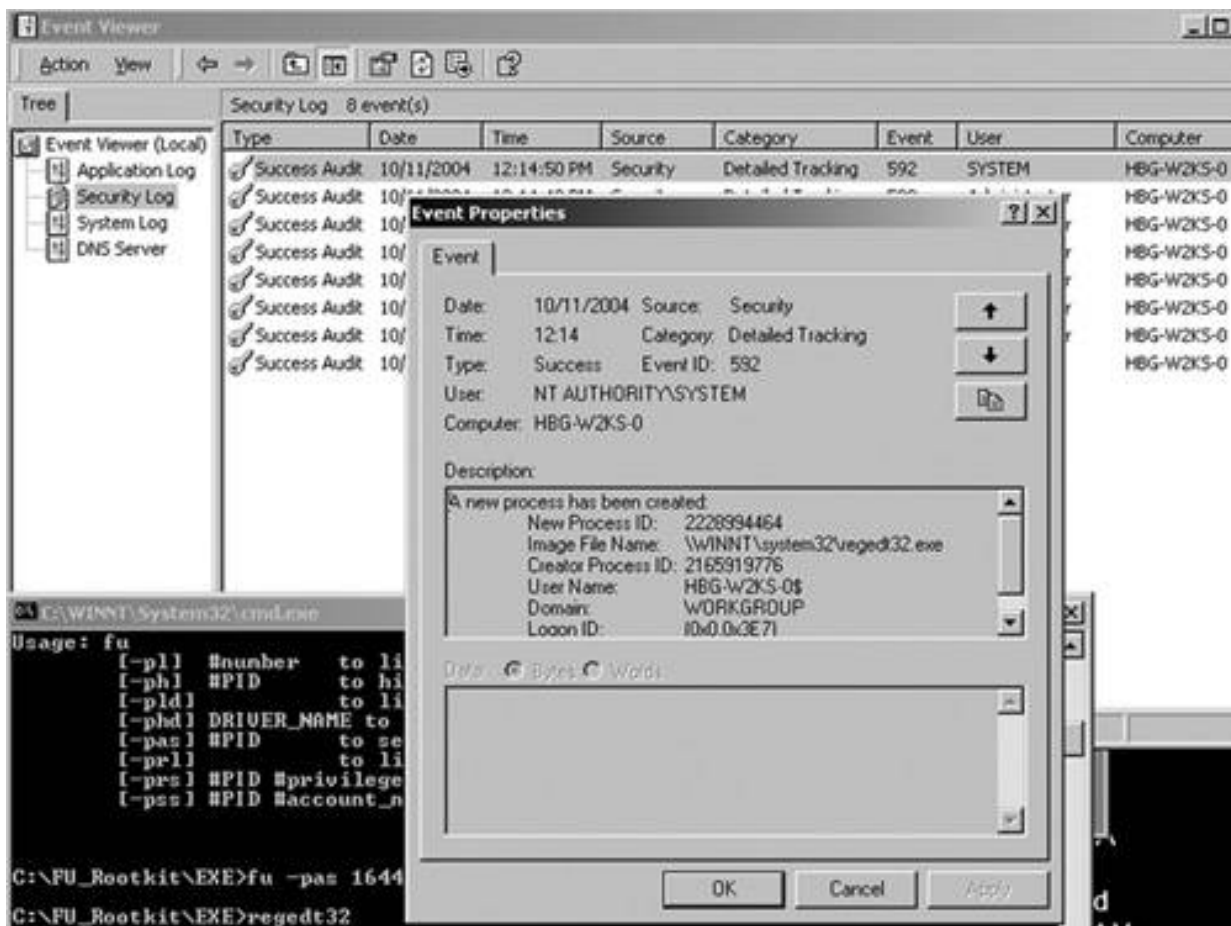 Event Viewer
Action View
Tree
Security Log 8 event(s)
Type Date Time Source Category Event User Computer
Event Viewer (Local)
Application Log
Security Log
System Log
DNS Server
Success Audit 10/11/2004 12:14:50 PM Security Detailed Tracking 592 SYSTEM HBG-W2KS-0
Success Audit 10/ HBG-W2KS-0
Success Audit 10/ HBG-W2KS-0
Success Audit 10/ HBG-W2KS-0
Success Audit 10/ HBG-W2KS-0
Success Audit 10/ HBG-W2KS-0
Success Audit 10/ HBG-W2KS-0
Success Audit 10/ HBG-W2KS-0
Event Properties
Event
Date: 10/11/2004 Source: Security
Time: 12:14 Category: Detailed Tracking
Type: Success Event ID: 592
User: NT AUTHORITY\SYSTEM
Computer: HBG-W2KS-0
Description:
A new process has been created:
New Process ID: 2228994464
Image File Name: \WINNT\system32\regedt32.exe
Creator Process ID: 2165919776
User Name: HBG-W2KS-0$
Domain: WORKGROUP
Logon ID: (0x0,0x3E7)
Data: Bytes Words
OK Cancel Apply
C:\WINNT\System32\cmd.exe
Usage: fu
[-pl] #number to li
[-ph] #PID to hi
[-pld] to li
[-phd] DRIVER_NAME to
[-pas] #PID to se
[-prl] to li
[-prs] #PID #privilege
[-pss] #PID #account_n
C:\FU_Rootkit\EXE>fu -pas 1644
C:\FU_Rootkit\EXE>regedt32
d